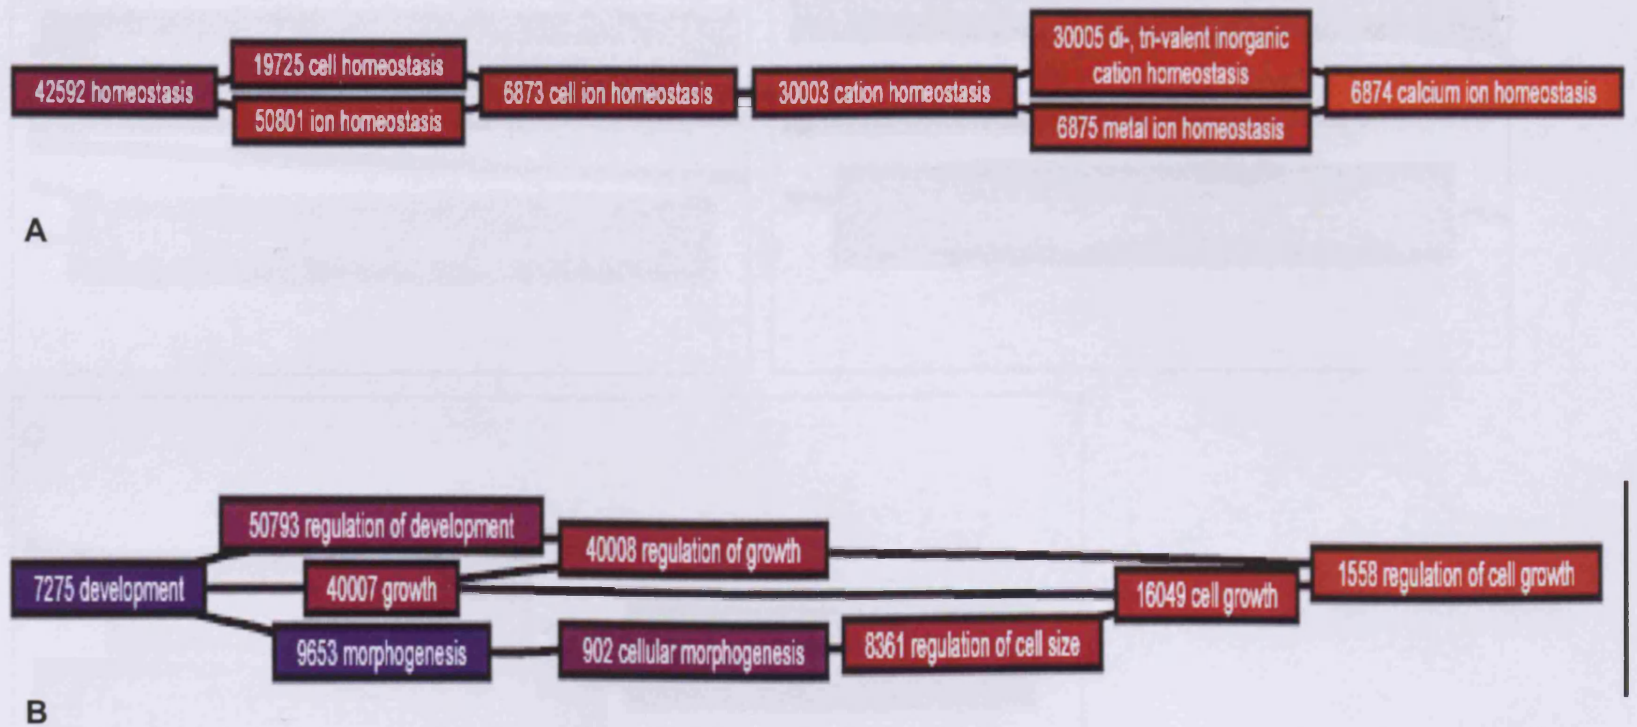 42592 homeostasis
19725 cell homeostasis
50801 ion homeostasis
6873 cell ion homeostasis
30003 cation homeostasis
30005 di-, tri-valent inorganic
cation homeostasis
6875 metal ion homeostasis
6874 calcium ion homeostasis
A
7275 development
50793 regulation of development
40007 growth
9653 morphogenesis
40008 regulation of growth
902 cellular morphogenesis
8361 regulation of cell size
16049 cell growth
1558 regulation of cell growth
B